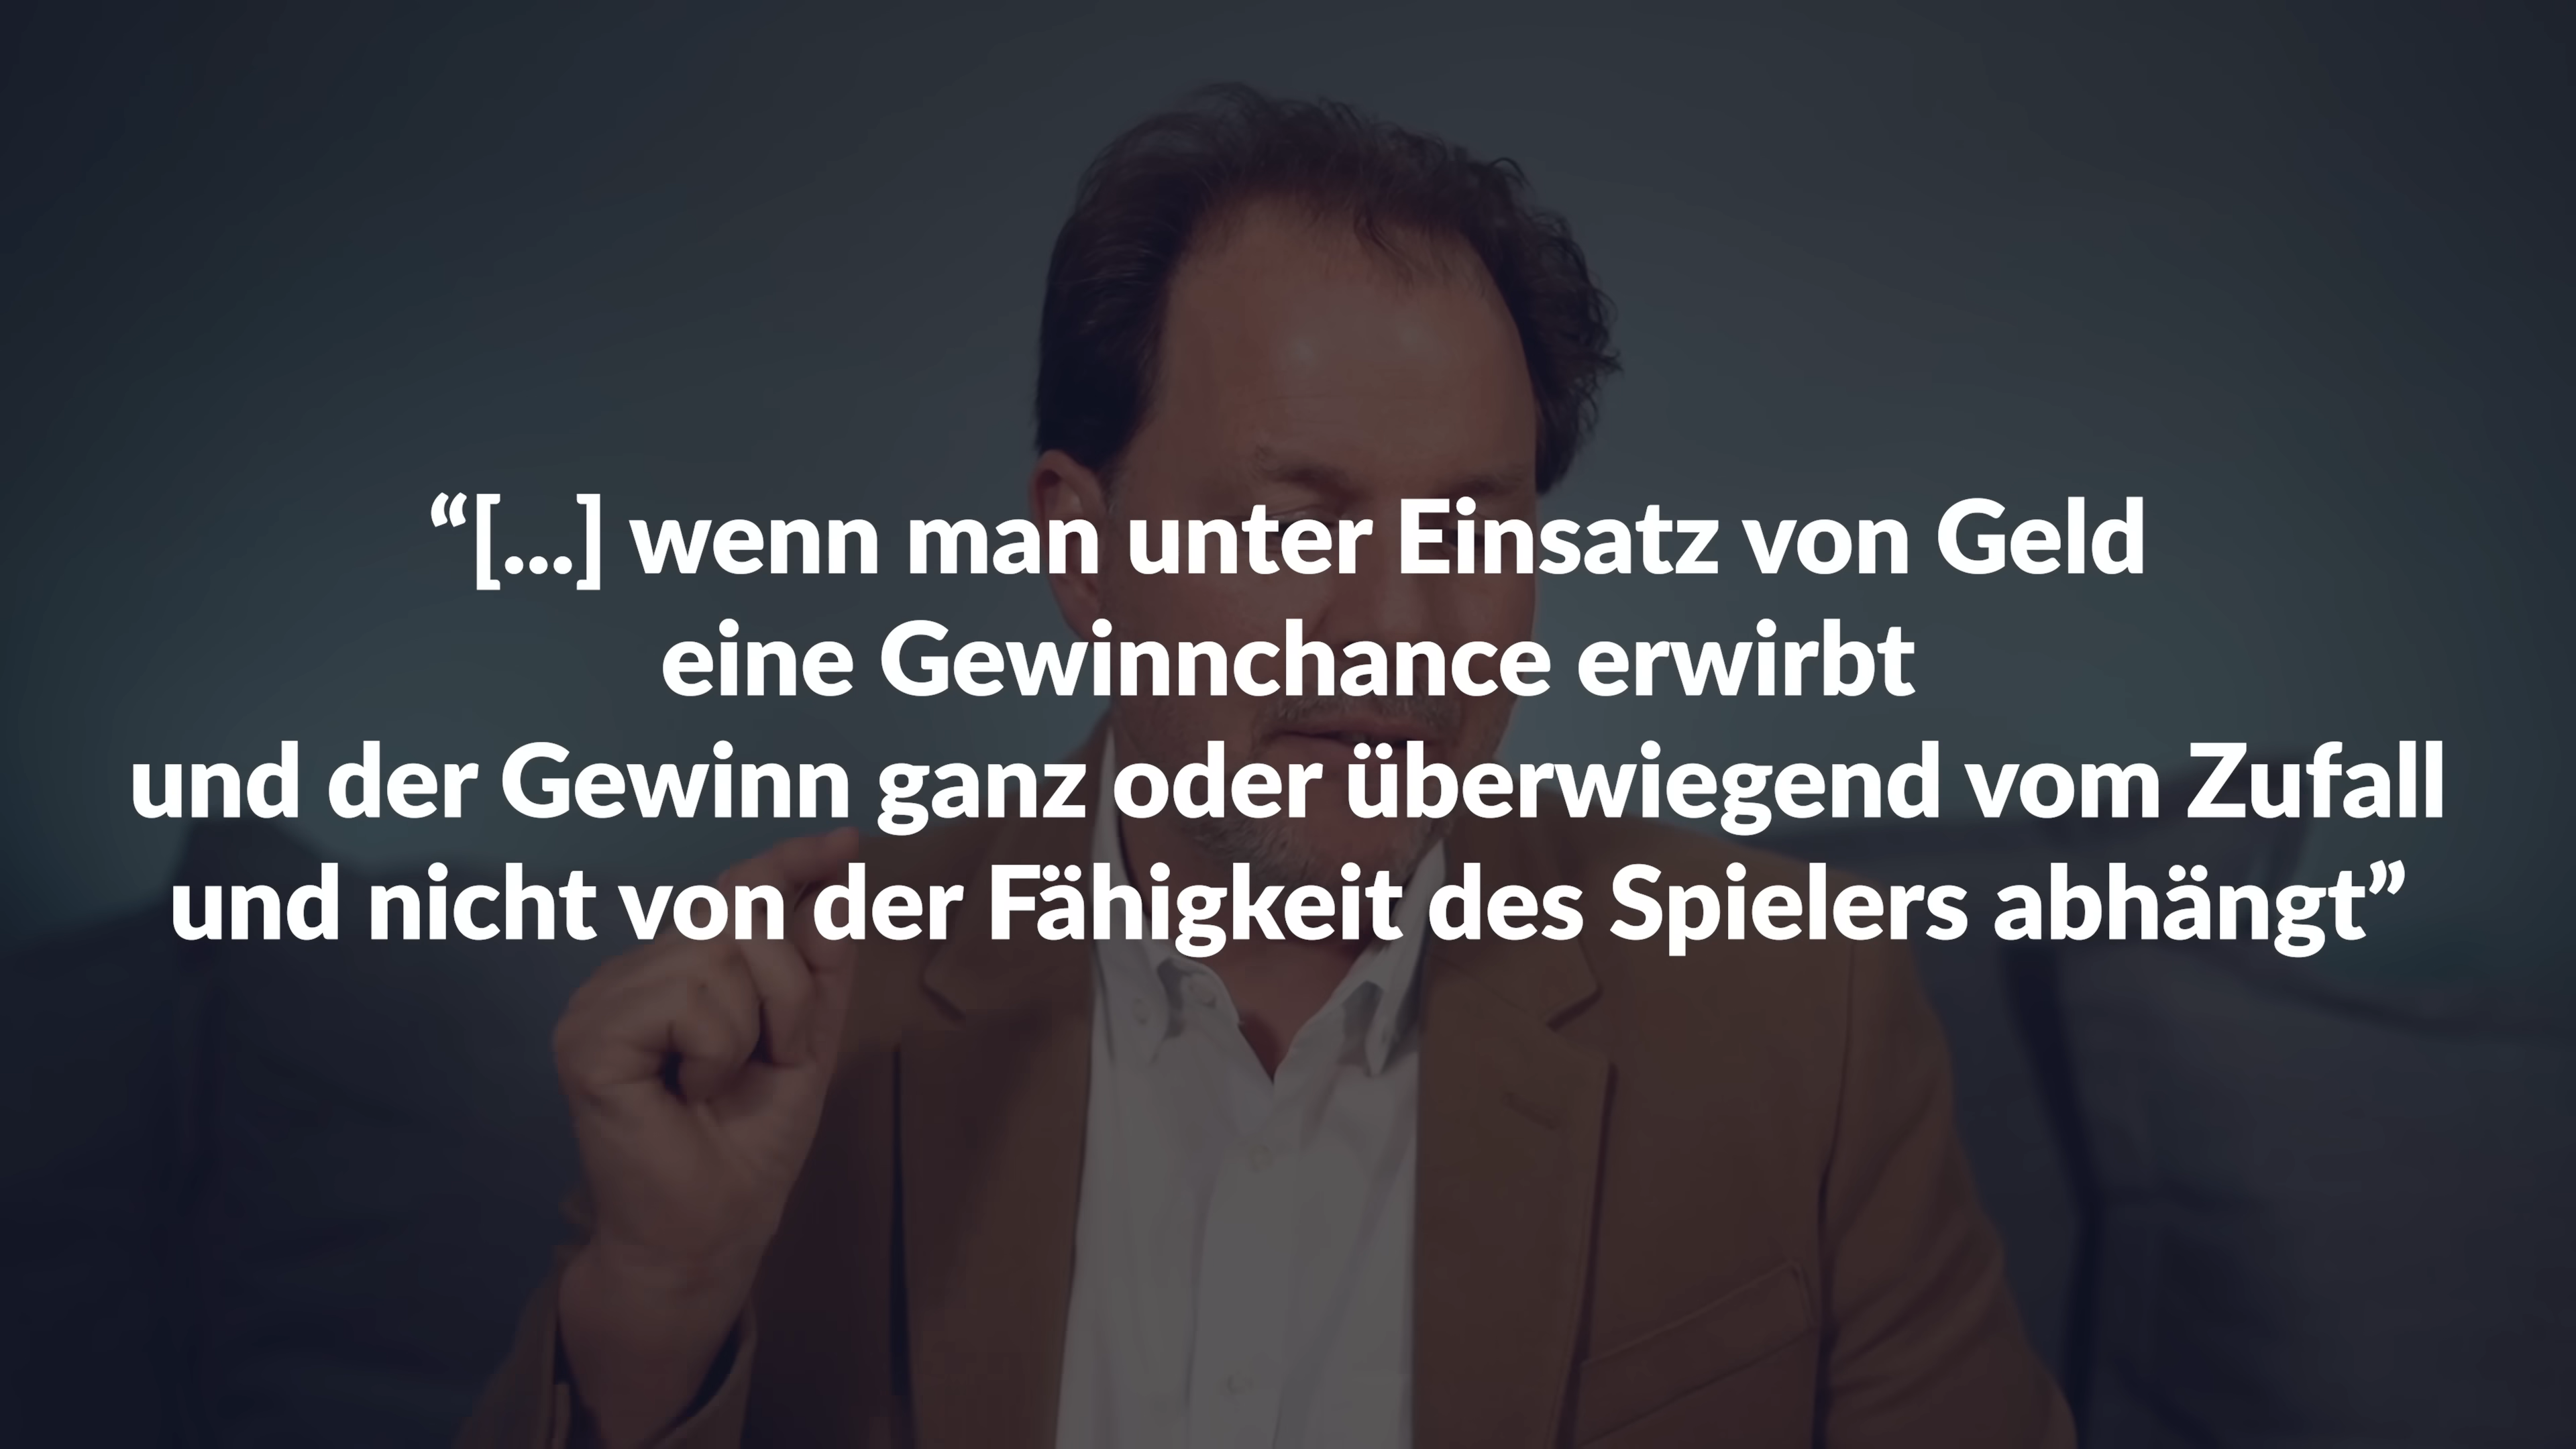 “[...] wenn man unter Einsatz von Geld
eine Gewinnchance erwirbt
und der Gewinn ganz oder überwiegend vom Zufall
und nicht von der Fähigkeit des Spielers abhängt”